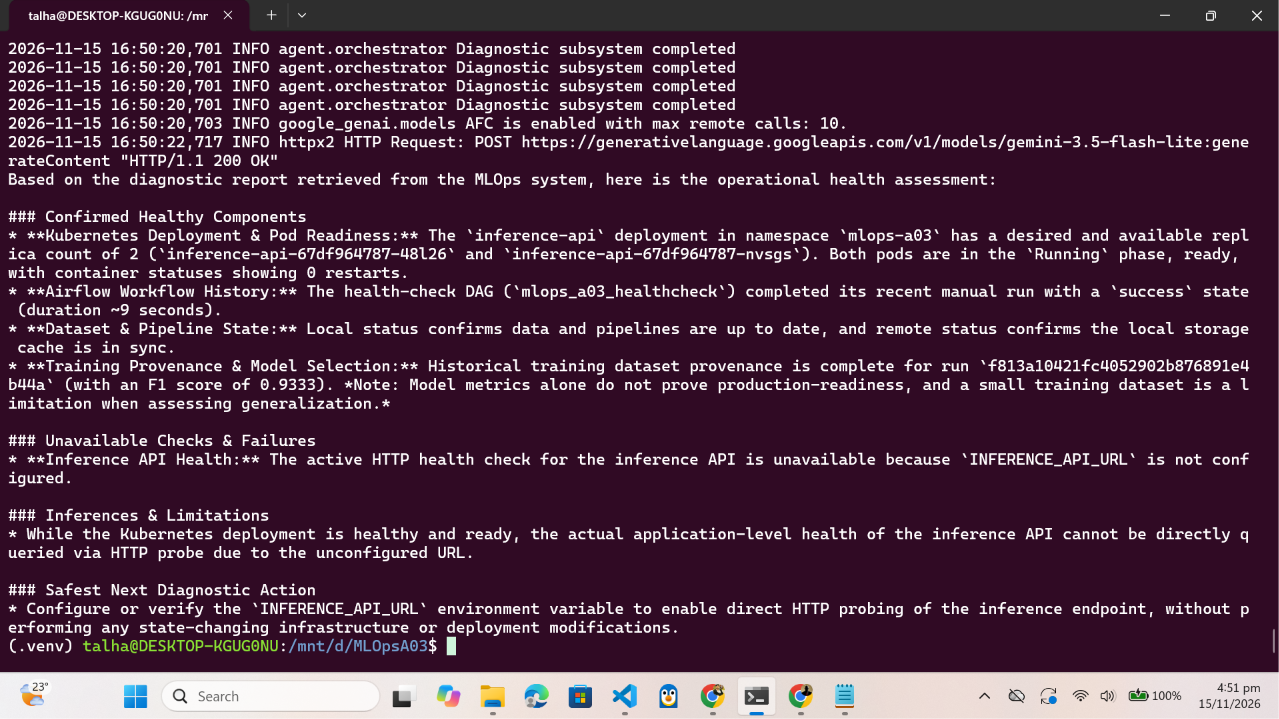 talha@DESKTOP-KGUG0NU: /mr
2026-11-15 16:50:20,701 INFO agent.orchestrator Diagnostic subsystem completed
2026-11-15 16:50:20,701 INFO agent.orchestrator Diagnostic subsystem completed
2026-11-15 16:50:20,701 INFO agent.orchestrator Diagnostic subsystem completed
2026-11-15 16:50:20,701 INFO agent.orchestrator Diagnostic subsystem completed
2026-11-15 16:50:20,703 INFO google_genai.models AFC is enabled with max remote calls: 10.
2026-11-15 16:50:22,717 INFO httpx2 HTTP Request: POST https://generativelanguage.googleapis.com/v1/models/gemini-3.5-flash-lite:gene
rateContent "HTTP/1.1 200 OK"
Based on the diagnostic report retrieved from the MLOps system, here is the operational health assessment:
### Confirmed Healthy Components
* **Kubernetes Deployment & Pod Readiness:** The `inference-api` deployment in namespace `mlops-a03` has a desired and available repl
ica count of 2 (`inference-api-67df964787-48l26` and `inference-api-67df964787-nvsgs`). Both pods are in the `Running` phase, ready,
with container statuses showing 0 restarts.
* **Airflow Workflow History:** The health-check DAG (`mlops_a03_healthcheck`) completed its recent manual run with a `success` state
(duration ~9 seconds).
* **Dataset & Pipeline State:** Local status confirms data and pipelines are up to date, and remote status confirms the local storage
cache is in sync.
* **Training Provenance & Model Selection:** Historical training dataset provenance is complete for run `f813a10421fc4052902b876891e4
b44a` (with an F1 score of 0.9333). *Note: Model metrics alone do not prove production-readiness, and a small training dataset is a l
imitation when assessing generalization.*
### Unavailable Checks & Failures
* **Inference API Health:** The active HTTP health check for the inference API is unavailable because `INFERENCE_API_URL` is not conf
igured.
### Inferences & Limitations
* While the Kubernetes deployment is healthy and ready, the actual application-level health of the inference API cannot be directly q
ueried via HTTP probe due to the unconfigured URL.
### Safest Next Diagnostic Action
* Configure or verify the `INFERENCE_API_URL` environment variable to enable direct HTTP probing of the inference endpoint, without p
erforming any state-changing infrastructure or deployment modifications.
(.venv) talha@DESKTOP-KGUG0NU:/mnt/d/MLOpsA03$
23°
Search
100%
4:51 pm
15/11/2026